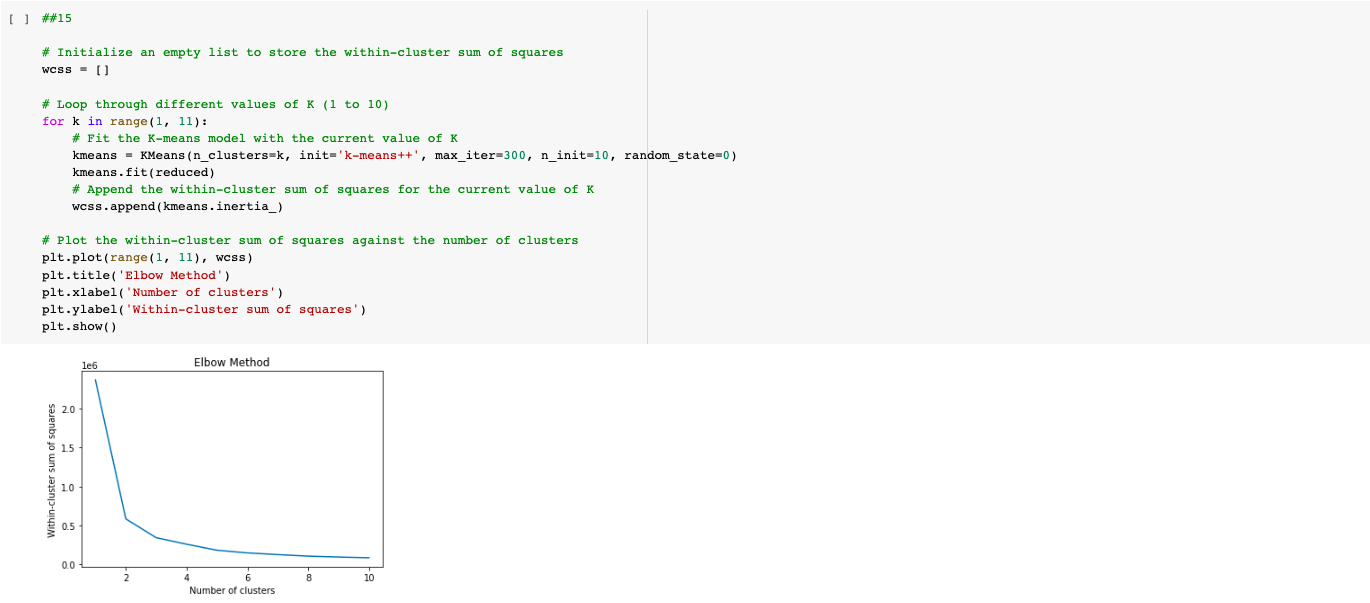 [ ] ##15
# Initialize an empty list to store the within-cluster sum of squares
wcss = []
# Loop through different values of K (1 to 10)
for k in range(1, 11):
    # Fit the K-means model with the current value of K
    kmeans = KMeans(n_clusters=k, init='k-means++', max_iter=300, n_init=10, random_state=0)
    kmeans.fit(reduced)
    # Append the within-cluster sum of squares for the current value of K
    wcss.append(kmeans.inertia_)
# Plot the within-cluster sum of squares against the number of clusters
plt.plot(range(1, 11), wcss)
plt.title('Elbow Method')
plt.xlabel('Number of clusters')
plt.ylabel('Within-cluster sum of squares')
plt.show()
Elbow Method
1e6
2.0
1.5
1.0
0.5
0.0
Within-cluster sum of squares
2 4 6 8 10
Number of clusters